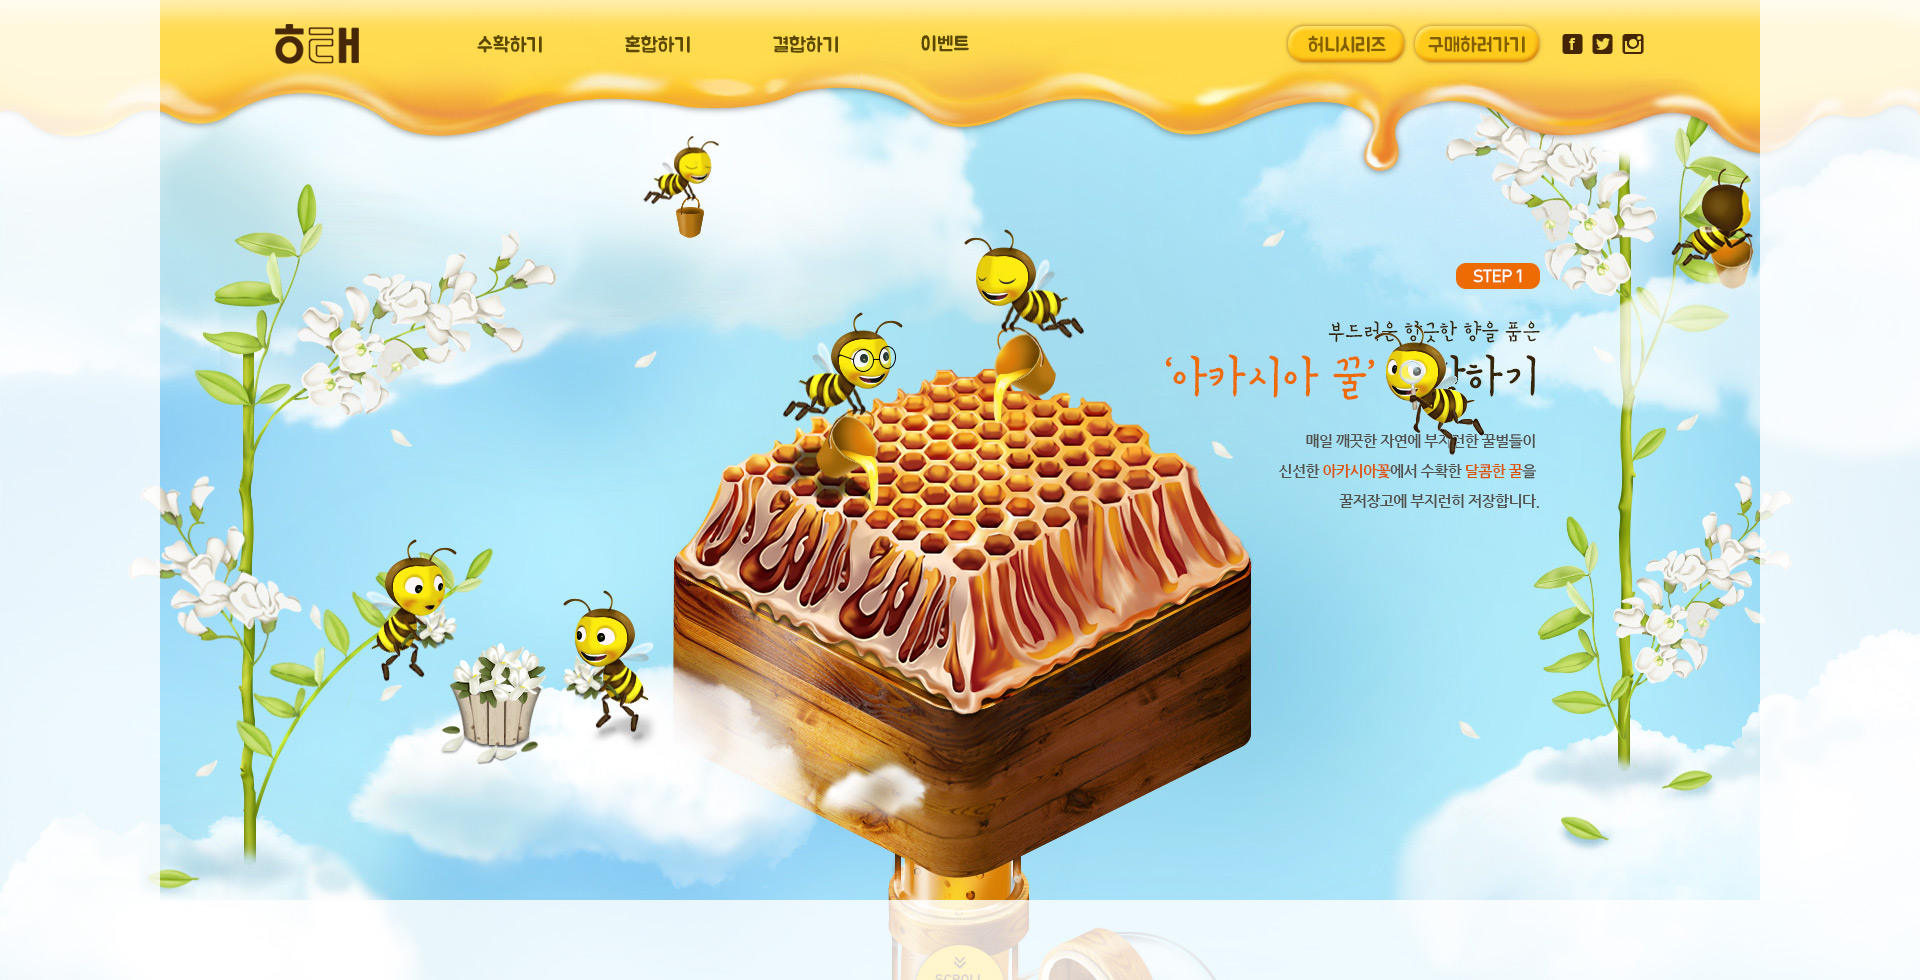 해태
수확하기
혼합하기
결합하기
이벤트
허니시리즈
구매하러가기
STEP 1
부드러운 향긋한 향을 품은
‘아카시아 꿀’ 하기
매일 깨끗한 자연에 부지런한 꿀벌들이
신선한 아카시아꽃에서 수확한 달콤한 꿀을
꿀저장고에 부지런히 저장합니다.
SCROLL